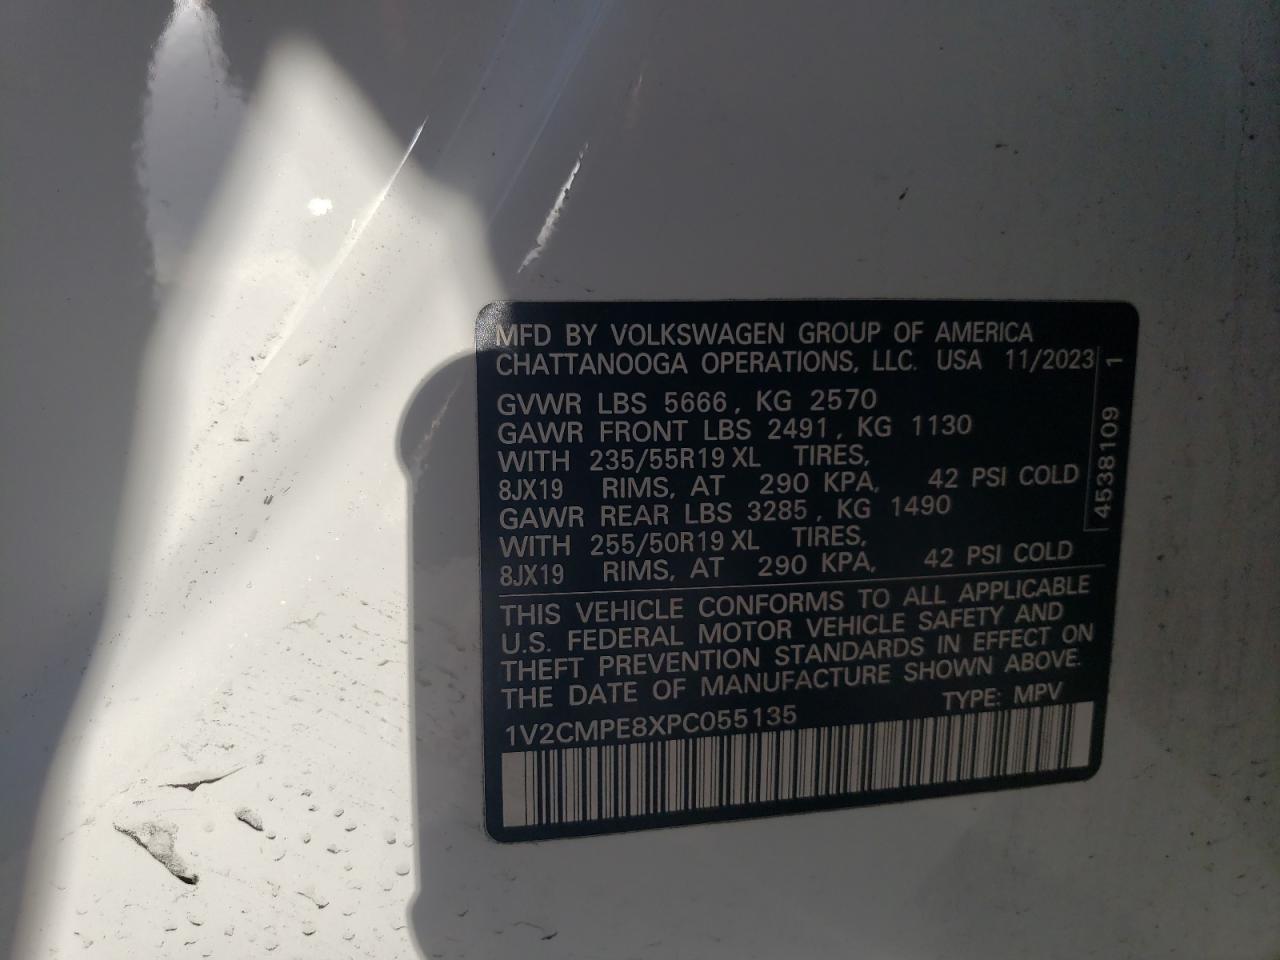 MFD BY VOLKSWAGEN GROUP OF AMERICA
CHATTANOOGA OPERATIONS, LLC. USA 11/2023
GVWR LBS 5666, KG 2570
GAWR FRONT LBS 2491, KG 1130
WITH 235/55R19 XL TIRES,
8JX19 RIMS, AT 290 KPA, 42 PSI COLD
GAWR REAR LBS 3285, KG 1490
WITH 255/50R19 XL TIRES,
8JX19 RIMS, AT 290 KPA, 42 PSI COLD
THIS VEHICLE CONFORMS TO ALL APPLICABLE
U.S. FEDERAL MOTOR VEHICLE SAFETY AND
THEFT PREVENTION STANDARDS IN EFFECT ON
THE DATE OF MANUFACTURE SHOWN ABOVE.
1V2CMPE8XPC055135 TYPE: MPV
4538109 1